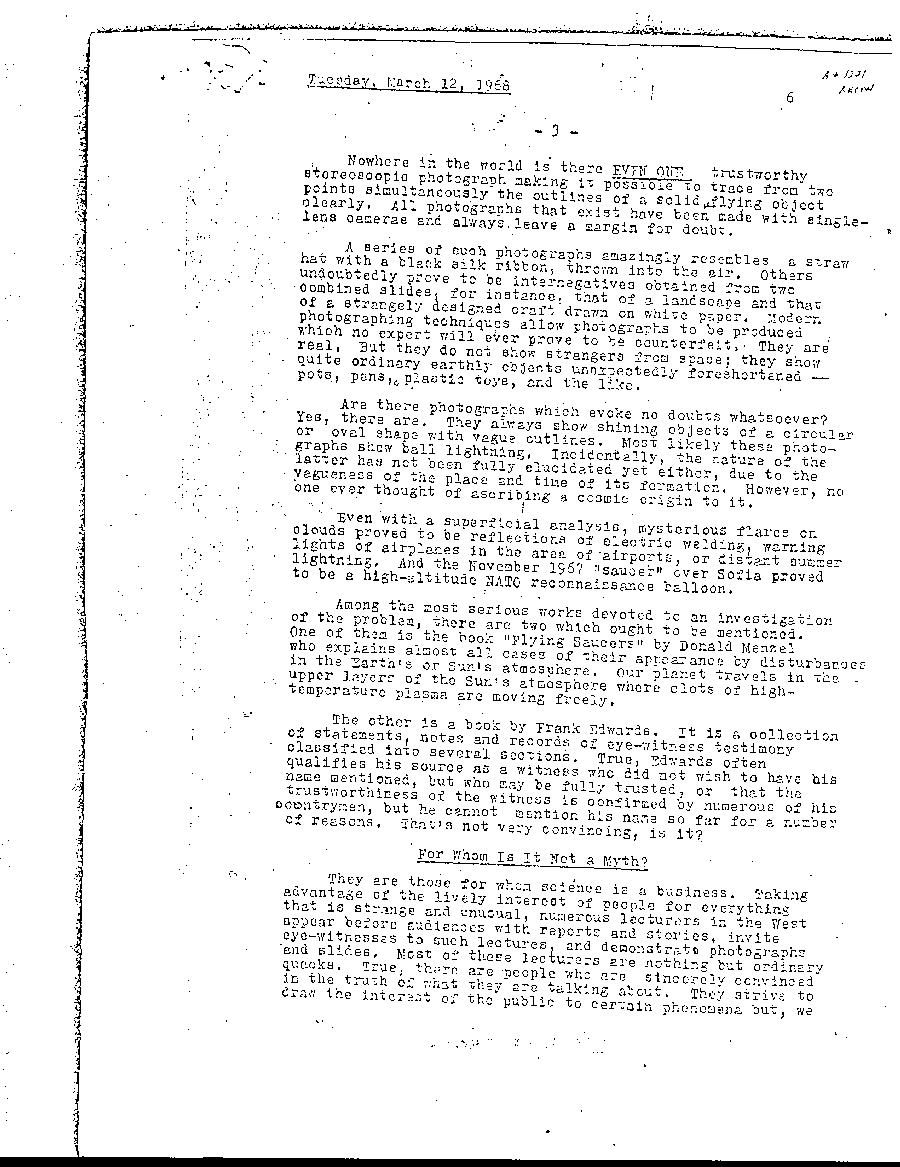 Tuesday, March 12, 1968
6
- 3 -
Nowhere in the world is there EVEN ONE trustworthy
stereoscopic photograph making it possible to trace from two
points simultaneously the outlines of a solid flying object
clearly. All photographs that exist have been made with single-
lens cameras and always leave a margin for doubt.
A series of such photographs amazingly resembles a straw
hat with a black silk ribbon, thrown into the air. Others
undoubtedly prove to be internegatives obtained from two
combined slides, for instance, that of a landscape and that
of a strangely designed craft drawn on white paper. Modern
photographing techniques allow photographs to be produced
which no expert will ever prove to be counterfeit. They are
real. But they do not show strangers from space; they show
quite ordinary earthly objects unexpectedly foreshortened —
pots, pans, plastic toys, and the like.
Are there photographs which evoke no doubts whatsoever?
Yes, there are. They always show shining objects of a circular
or oval shape with vague outlines. Most likely these photo-
graphs show ball lightning. Incidentally, the nature of the
latter has not been fully elucidated yet either, due to the
vagueness of the place and time of its formation. However, no
one ever thought of ascribing a cosmic origin to it.
Even with a superficial analysis, mysterious flares on
clouds proved to be reflections of electric welding, warning
lights of airplanes in the area of airports, or distant summer
lightning. And the November 1967 "saucer" over Sofia proved
to be a high-altitude NATO reconnaissance balloon.
Among the most serious works devoted to an investigation
of the problem, there are two which ought to be mentioned.
One of them is the book "Flying Saucers" by Donald Menzel
who explains almost all cases of their appearance by disturbances
in the Earth's or Sun's atmosphere. Our planet travels in the
upper layers of the Sun's atmosphere where clots of high-
temperature plasma are moving freely.
The other is a book by Frank Edwards. It is a collection
of statements, notes and records of eye-witness testimony
classified into several sections. True, Edwards often
qualifies his source as a witness who did not wish to have his
name mentioned, but who may be fully trusted, or that the
trustworthiness of the witness is confirmed by numerous of his
countrymen, but he cannot mention his name so far for a number
of reasons. That's not very convincing, is it?
For Whom Is It Not a Myth?
They are those for whom science is a business. Taking
advantage of the lively interest of people for everything
that is strange and unusual, numerous lecturers in the West
appear before audiences with reports and stories, invite
eye-witnesses to such lectures, and demonstrate photographs
and slides. Most of these lecturers are nothing but ordinary
quacks. True, there are people who are sincerely convinced
in the truth of what they are talking about. They strive to
draw the interest of the public to certain phenomena but, we